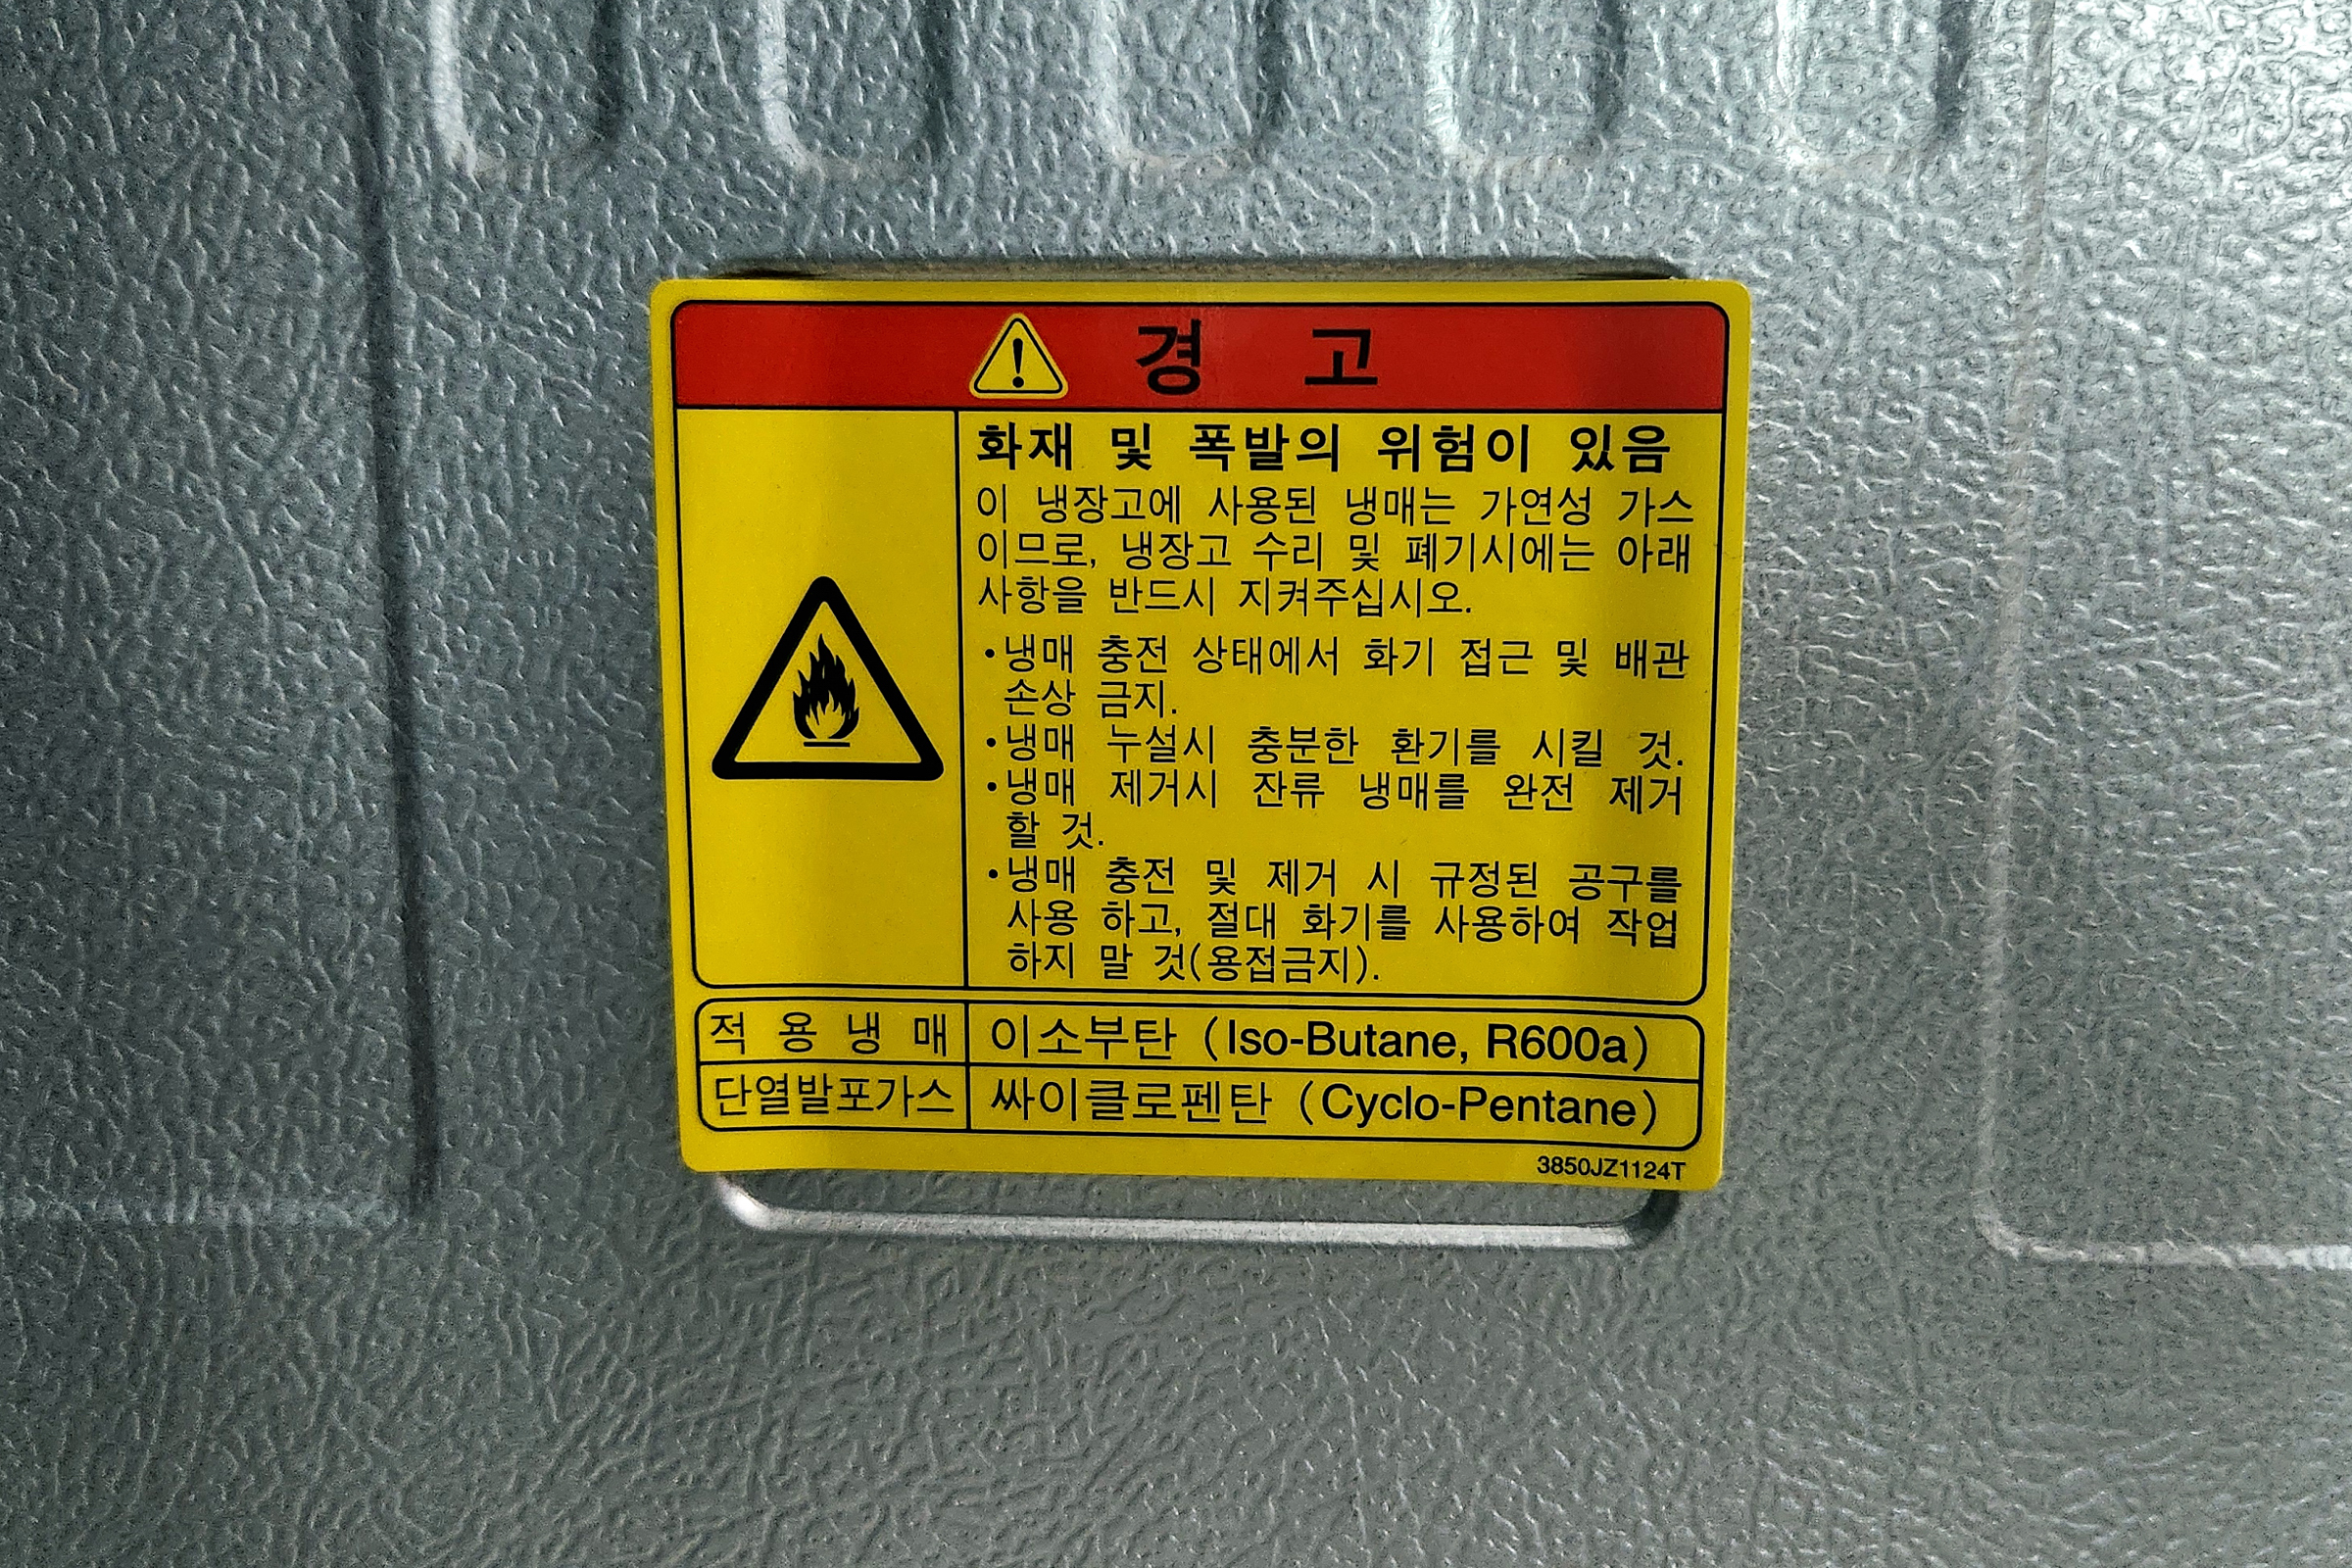 경 고
화재 및 폭발의 위험이 있음
이 냉장고에 사용된 냉매는 가연성 가스
이므로, 냉장고 수리 및 폐기시에는 아래
사항을 반드시 지켜주십시오.
•냉매 충전 상태에서 화기 접근 및 배관
손상 금지.
•냉매 누설시 충분한 환기를 시킬 것.
•냉매 제거시 잔류 냉매를 완전 제거
할 것.
•냉매 충전 및 제거 시 규정된 공구를
사용 하고, 절대 화기를 사용하여 작업
하지 말 것(용접금지).
적 용 냉 매 이소부탄 (Iso-Butane, R600a)
단열발포가스 싸이클로펜탄 (Cyclo-Pentane)
3850JZ1124T